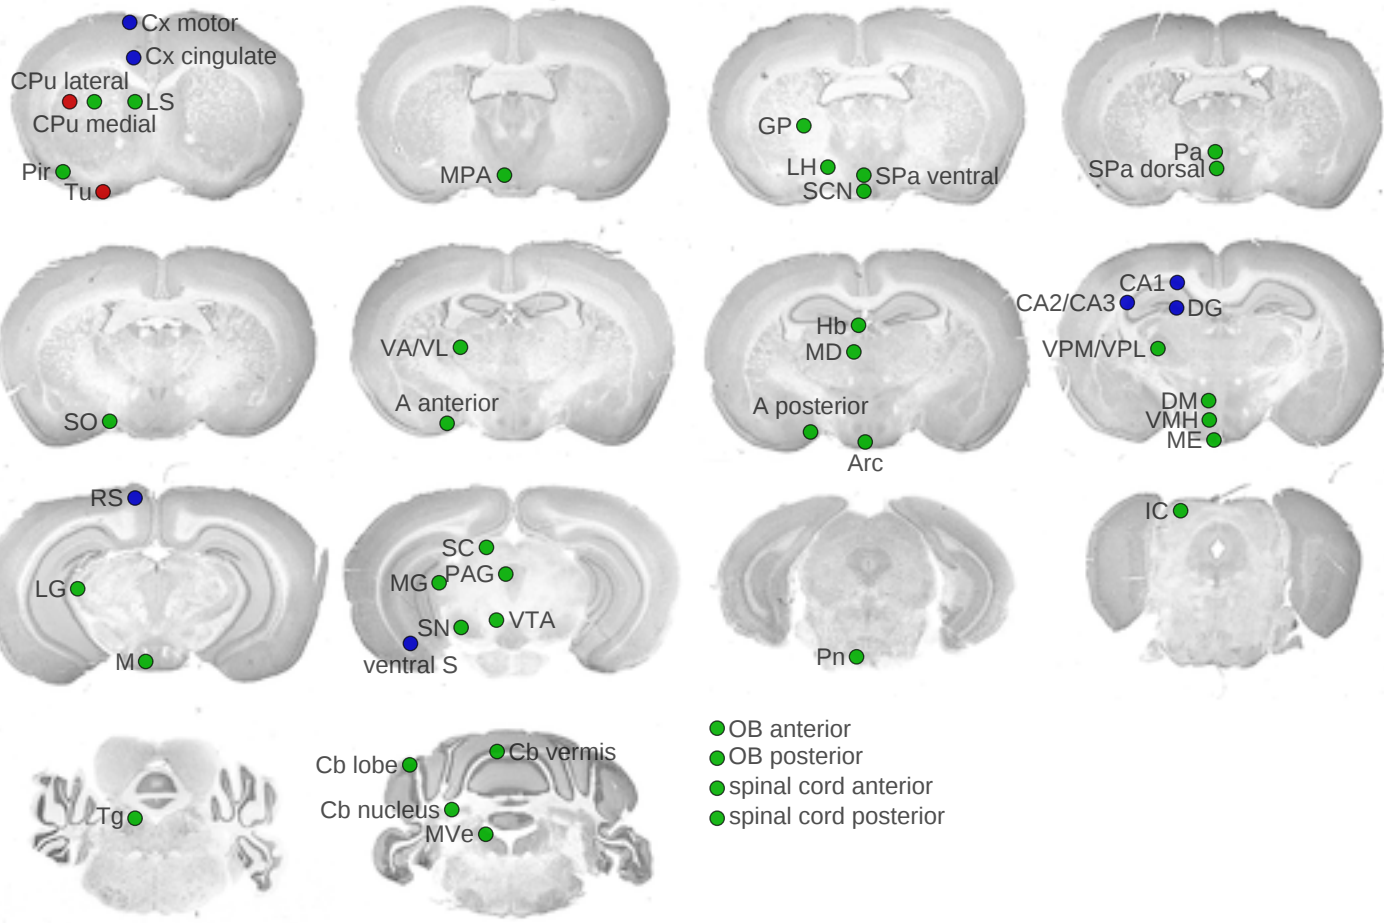 Cx motor
Cx cingulate
CPu lateral
LS
CPu medial
Pir
Tu
MPA
GP
LH
SPa ventral
SCN
Pa
SPa dorsal
SO
VA/VL
A anterior
Hb
MD
A posterior
Arc
CA1
CA2/CA3
DG
VPM/VPL
DM
VMH
ME
RS
LG
M
SC
MG
PAG
SN
VTA
ventral S
Pn
IC
Tg
Cb lobe
Cb vermis
Cb nucleus
MVe
OB anterior
OB posterior
spinal cord anterior
spinal cord posterior